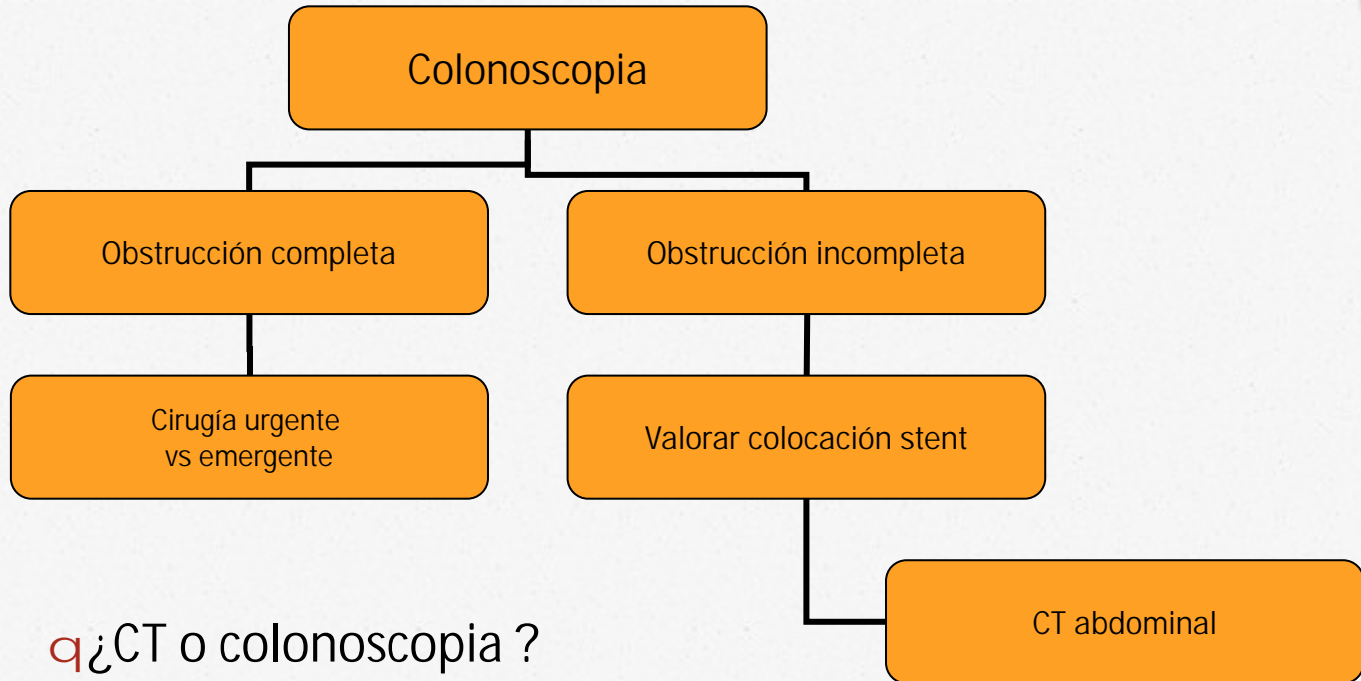 Colonoscopia
Obstrucción completa
Obstrucción incompleta
Cirugía urgente
vs emergente
Valorar colocación stent
CT abdominal
q¿CT o colonoscopia ?